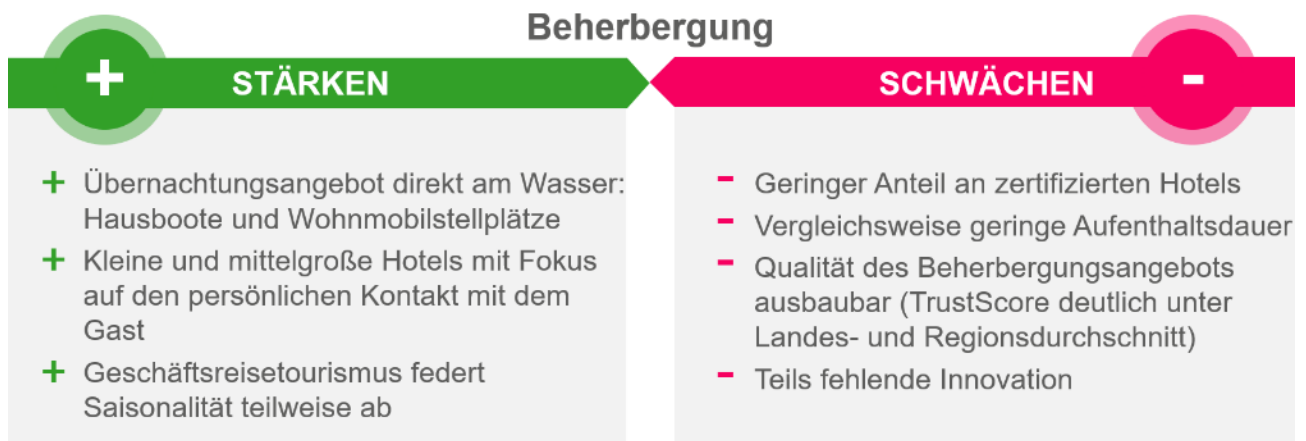 Beherbergung
+ STÄRKEN
+ Übernachtungsangebot direkt am Wasser:
Hausboote und Wohnmobilstellplätze
+ Kleine und mittelgroße Hotels mit Fokus
auf den persönlichen Kontakt mit dem
Gast
+ Geschäftsreisetourismus federt
Saisonalität teilweise ab
SCHWÄCHEN -
- Geringer Anteil an zertifizierten Hotels
- Vergleichsweise geringe Aufenthaltsdauer
- Qualität des Beherbergungsangebots
ausbaubar (TrustScore deutlich unter
Landes- und Regionsdurchschnitt)
- Teils fehlende Innovation